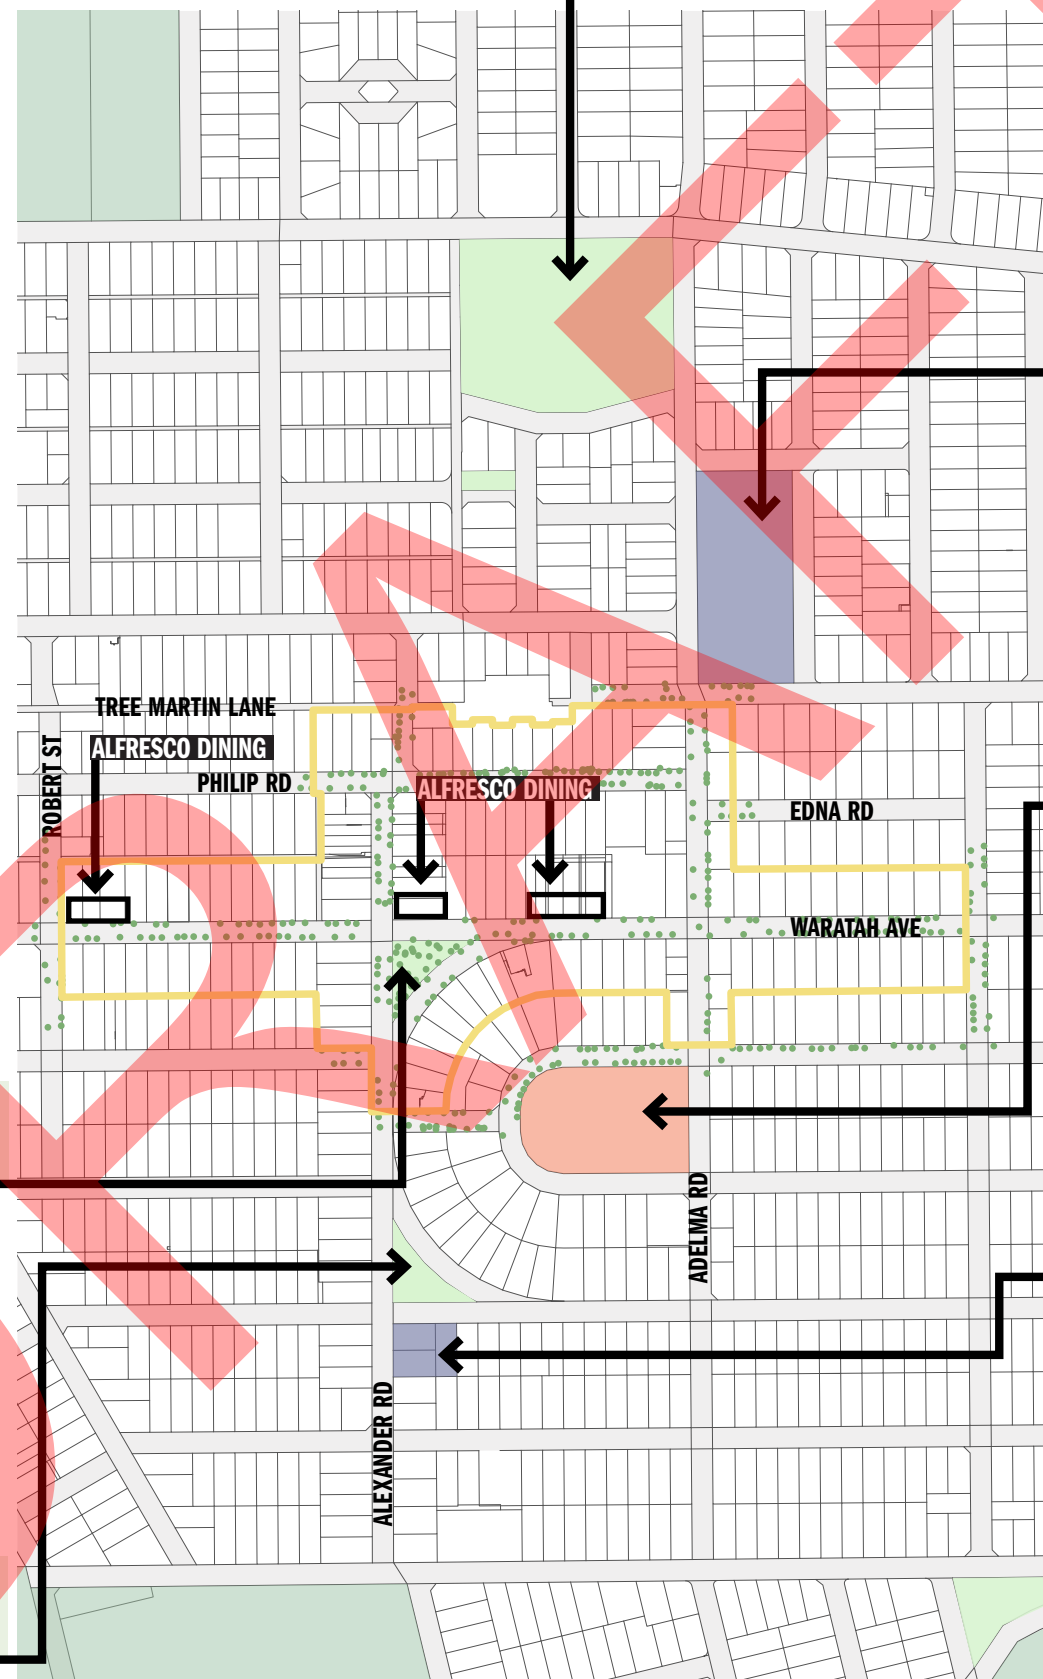 TREE MARTIN LANE
ALFRESCO DINING
ROBERT ST
PHILIP RD
ALFRESCO DINING
EDNA RD
WARATAH AVE
ADELMA RD
ALEXANDER RD